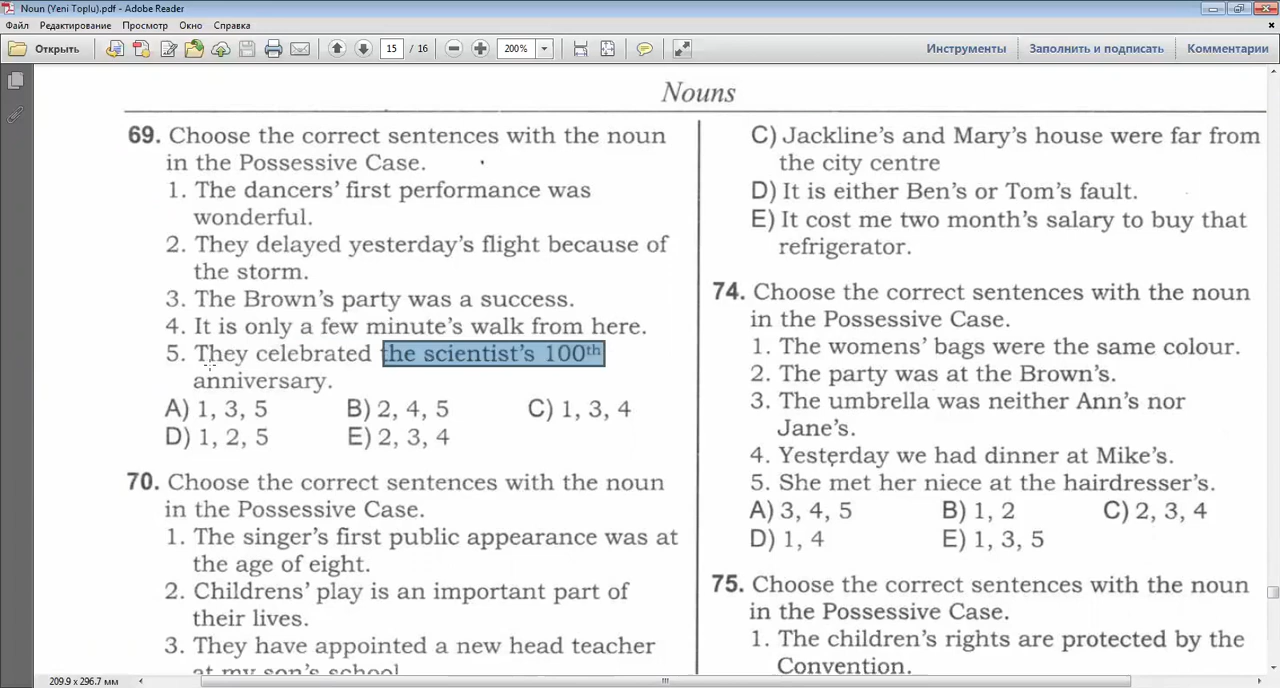 Noun (Yeni Toplu).pdf - Adobe Reader
Файл Редактирование Просмотр Окно Справка
Открыть 15 / 16 200% Инструменты Заполнить и подписать Комментарии
Nouns
69. Choose the correct sentences with the noun
in the Possessive Case.
1. The dancers' first performance was
wonderful.
2. They delayed yesterday's flight because of
the storm.
3. The Brown's party was a success.
4. It is only a few minute's walk from here.
5. They celebrated the scientist's 100th
anniversary.
A) 1, 3, 5 B) 2, 4, 5 C) 1, 3, 4
D) 1, 2, 5 E) 2, 3, 4
70. Choose the correct sentences with the noun
in the Possessive Case.
1. The singer's first public appearance was at
the age of eight.
2. Childrens' play is an important part of
their lives.
3. They have appointed a new head teacher
at my son's school.
C) Jackline's and Mary's house were far from
the city centre
D) It is either Ben's or Tom's fault.
E) It cost me two month's salary to buy that
refrigerator.
74. Choose the correct sentences with the noun
in the Possessive Case.
1. The womens' bags were the same colour.
2. The party was at the Brown's.
3. The umbrella was neither Ann's nor
Jane's.
4. Yesterday we had dinner at Mike's.
5. She met her niece at the hairdresser's.
A) 3, 4, 5 B) 1, 2 C) 2, 3, 4
D) 1, 4 E) 1, 3, 5
75. Choose the correct sentences with the noun
in the Possessive Case.
1. The children's rights are protected by the
Convention.
209.9 x 296.7 мм